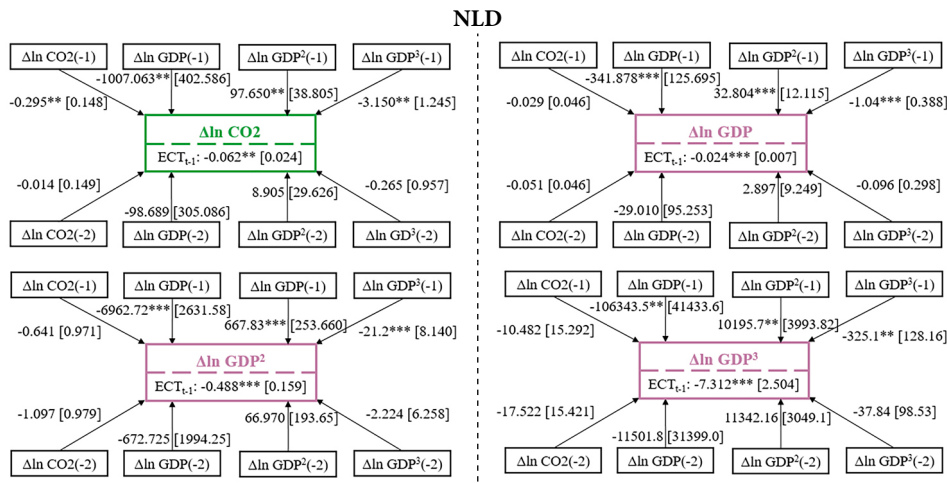 NLD
Δln CO2(-1) Δln GDP(-1) Δln GDP²(-1) Δln GDP³(-1)
-1007.063** [402.586]
-0.295** [0.148] 97.650** [38.805] -3.150** [1.245]
Δln CO2
ECTt-1: -0.062** [0.024]
-0.014 [0.149] 8.905 [29.626] -0.265 [0.957]
-98.689 [305.086]
Δln CO2(-2) Δln GDP(-2) Δln GDP²(-2) Δln GD³(-2)
Δln CO2(-1) Δln GDP(-1) Δln GDP²(-1) Δln GDP³(-1)
-341.878*** [125.695]
-0.029 [0.046] 32.804*** [12.115] -1.04*** [0.388]
Δln GDP
ECTt-1: -0.024*** [0.007]
-0.051 [0.046] 2.897 [9.249] -0.096 [0.298]
-29.010 [95.253]
Δln CO2(-2) Δln GDP(-2) Δln GDP²(-2) Δln GDP³(-2)
Δln CO2(-1) Δln GDP(-1) Δln GDP(-1) Δln GDP³(-1)
-6962.72*** [2631.58]
-0.641 [0.971] 667.83*** [253.660] -21.2*** [8.140]
Δln GDP²
ECTt-1: -0.488*** [0.159]
-1.097 [0.979] 66.970 [193.65] -2.224 [6.258]
-672.725 [1994.25]
Δln CO2(-2) Δln GDP(-2) Δln GDP²(-2) Δln GDP³(-2)
Δln CO2(-1) Δln GDP(-1) Δln GDP²(-1) Δln GDP³(-1)
-106343.5** [41433.6]
-10.482 [15.292] 10195.7** [3993.82] -325.1** [128.16]
Δln GDP³
ECTt-1: -7.312*** [2.504]
-17.522 [15.421] 11342.16 [3049.1] -37.84 [98.53]
-11501.8 [31399.0]
Δln CO2(-2) Δln GDP(-2) Δln GDP²(-2) Δln GDP³(-2)